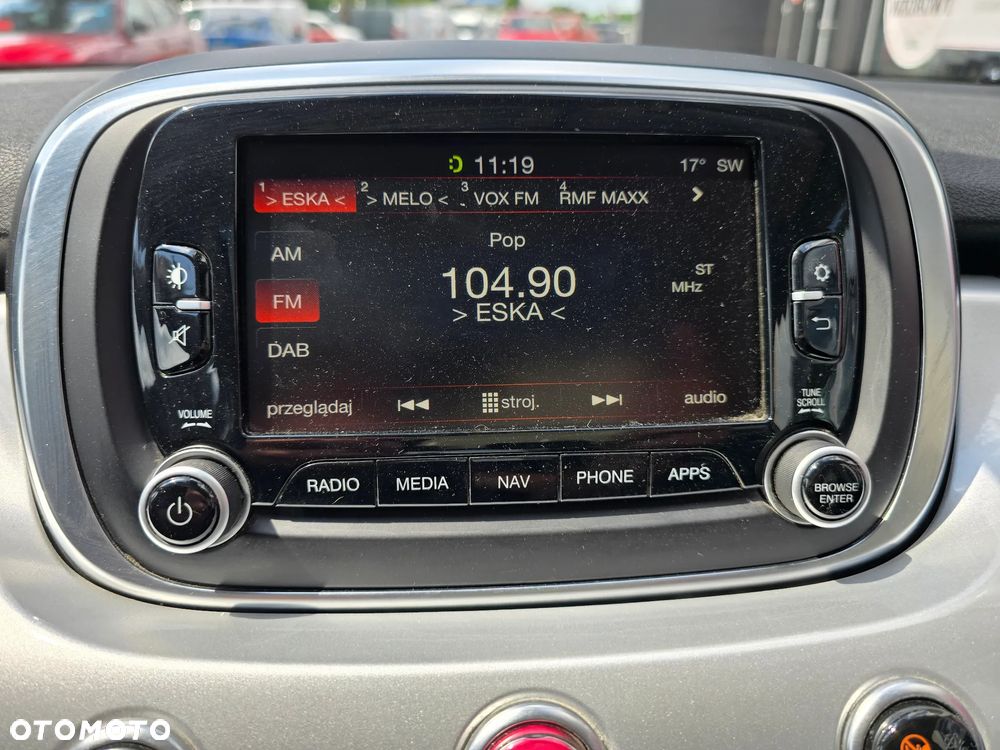 11:19 17° SW
1 > ESKA < 2 > MELO < 3 VOX FM 4 RMF MAXX
Pop
AM
104.90 ST
MHz
FM
> ESKA <
DAB
przeglądaj stroj. audio
VOLUME
TUNE
SCROLL
RADIO MEDIA NAV PHONE APPS
BROWSE
ENTER
OTOMOTO